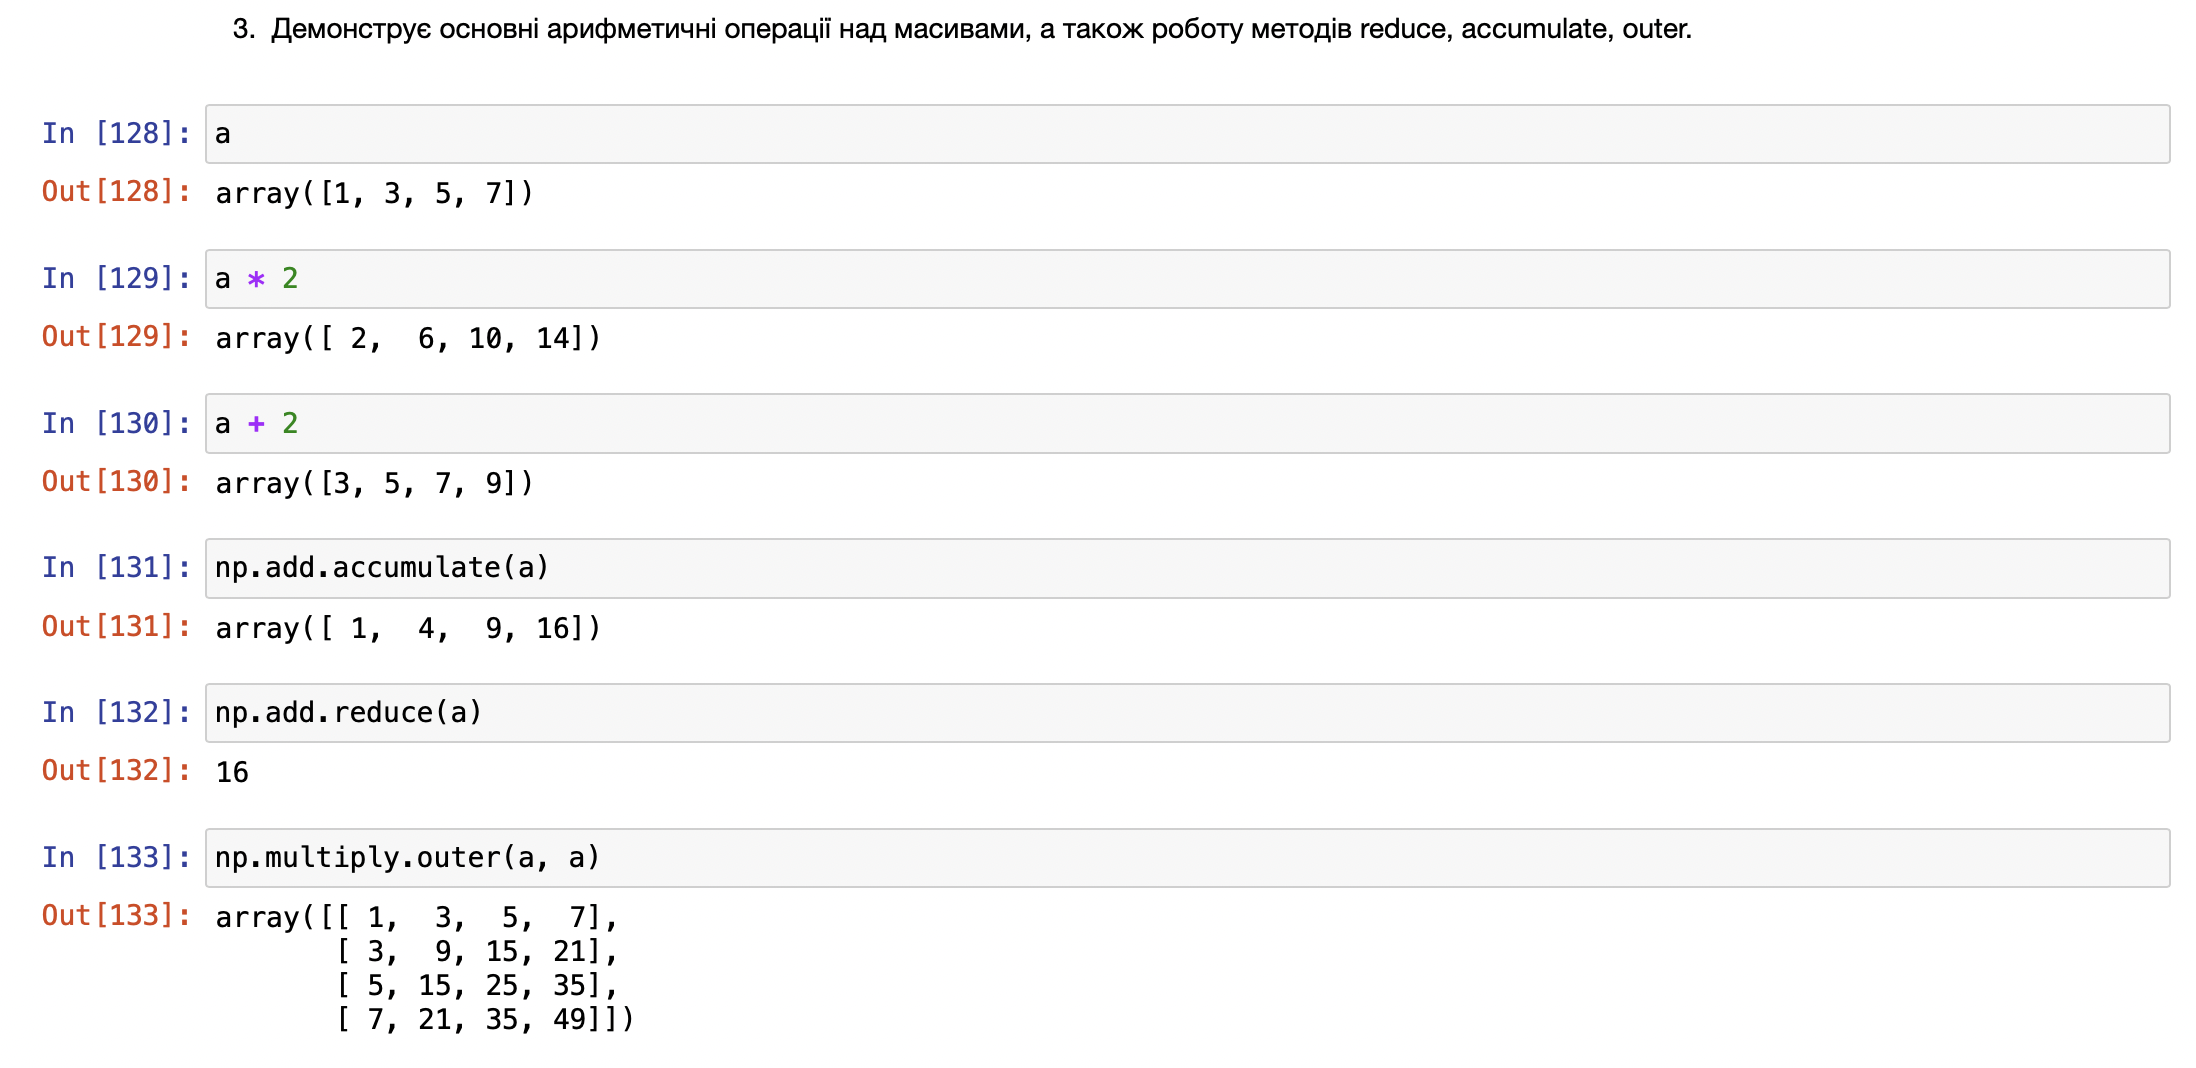 3. Демонструє основні арифметичні операції над масивами, а також роботу методів reduce, accumulate, outer.
In [128]: a
Out[128]: array([1, 3, 5, 7])
In [129]: a * 2
Out[129]: array([ 2,  6, 10, 14])
In [130]: a + 2
Out[130]: array([3, 5, 7, 9])
In [131]: np.add.accumulate(a)
Out[131]: array([ 1,  4,  9, 16])
In [132]: np.add.reduce(a)
Out[132]: 16
In [133]: np.multiply.outer(a, a)
Out[133]: array([[ 1,  3,  5,  7],
[ 3,  9, 15, 21],
[ 5, 15, 25, 35],
[ 7, 21, 35, 49]])